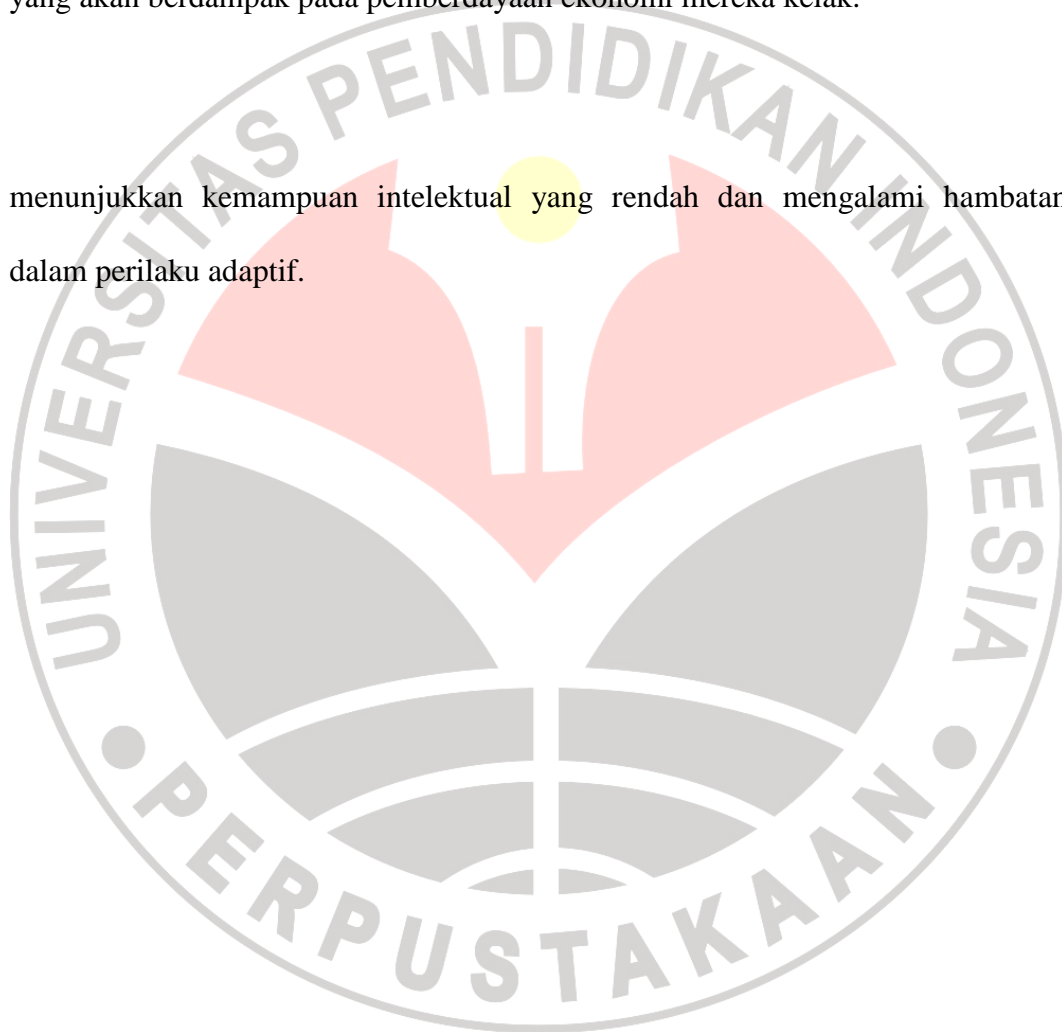 yang akan berdampak pada pemberdayaan ekonomi mereka kelak.
menunjukkan kemampuan intelektual yang rendah dan mengalami hambatan
dalam perilaku adaptif.
UNIVERSITAS PENDIDIKAN INDONESIA
PERPUSTAKAAN